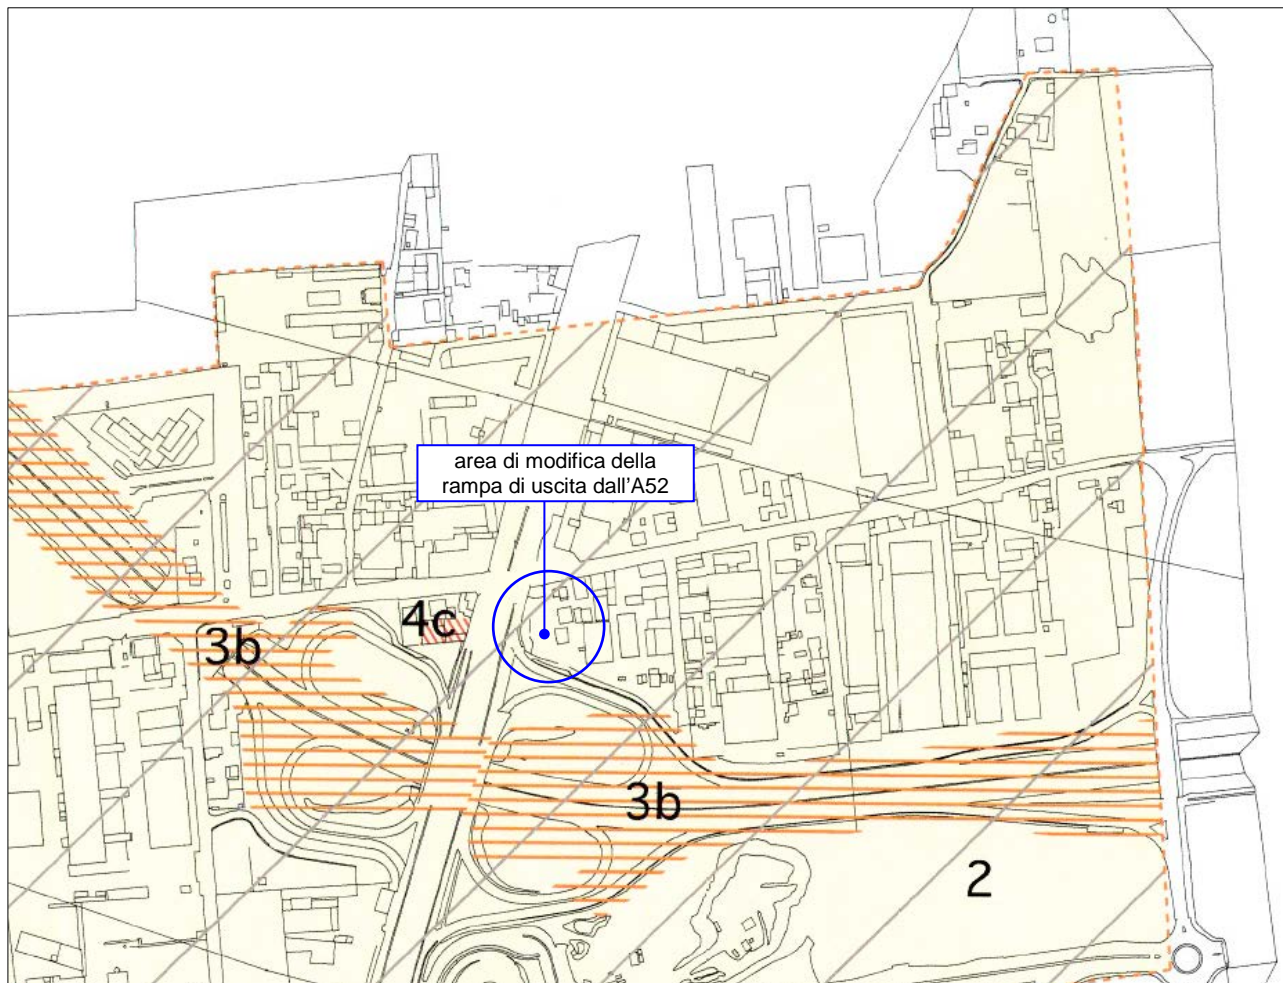 area di modifica della
rampa di uscita dall’A52
4c
3b
3b
2